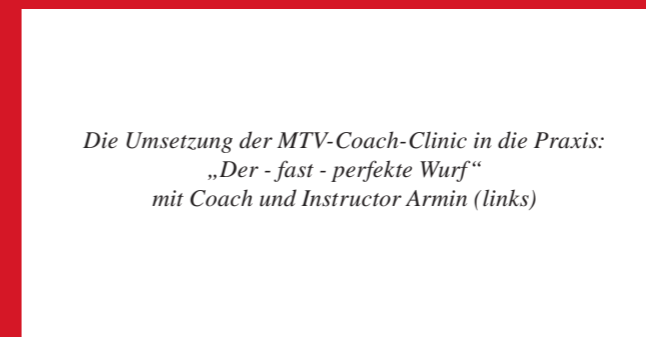 Die Umsetzung der MTV-Coach-Clinic in die Praxis:
„Der - fast - perfekte Wurf“
mit Coach und Instructor Armin (links)